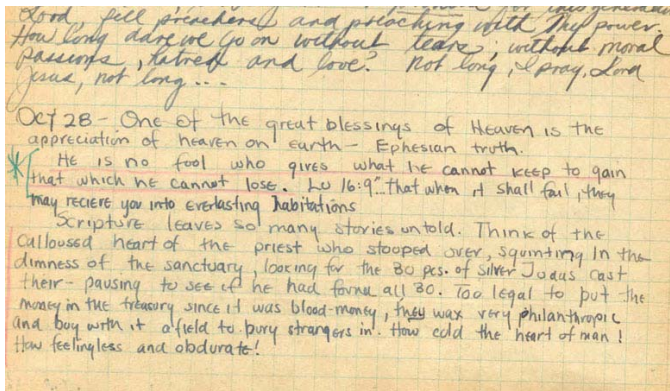 Lord, fill preachers and preaching with Thy power.
How long dare we go on without tears, without moral
passions, hatred and love? Not long, I pray, Lord
Jesus, not long...
OCT 28 - One of the great blessings of Heaven is the
appreciation of heaven on earth - Ephesian truth.
He is no fool who gives what he cannot keep to gain
that which he cannot lose. Lu 16:9 "...that when it shall fail, they
may reciere you into everlasting habitations
Scripture leaves so many stories untold. Think of the
calloused heart of the priest who stooped over, squinting in the
dimness of the sanctuary, looking for the 30 pcs. of silver Judas cast
their - pausing to see if he had found all 30. Too legal to put the
money in the treasury since it was blood-money, they wax very philanthropic
and buy with it a field to bury strangers in. How cold the heart of man!
How feelingless and obdurate!